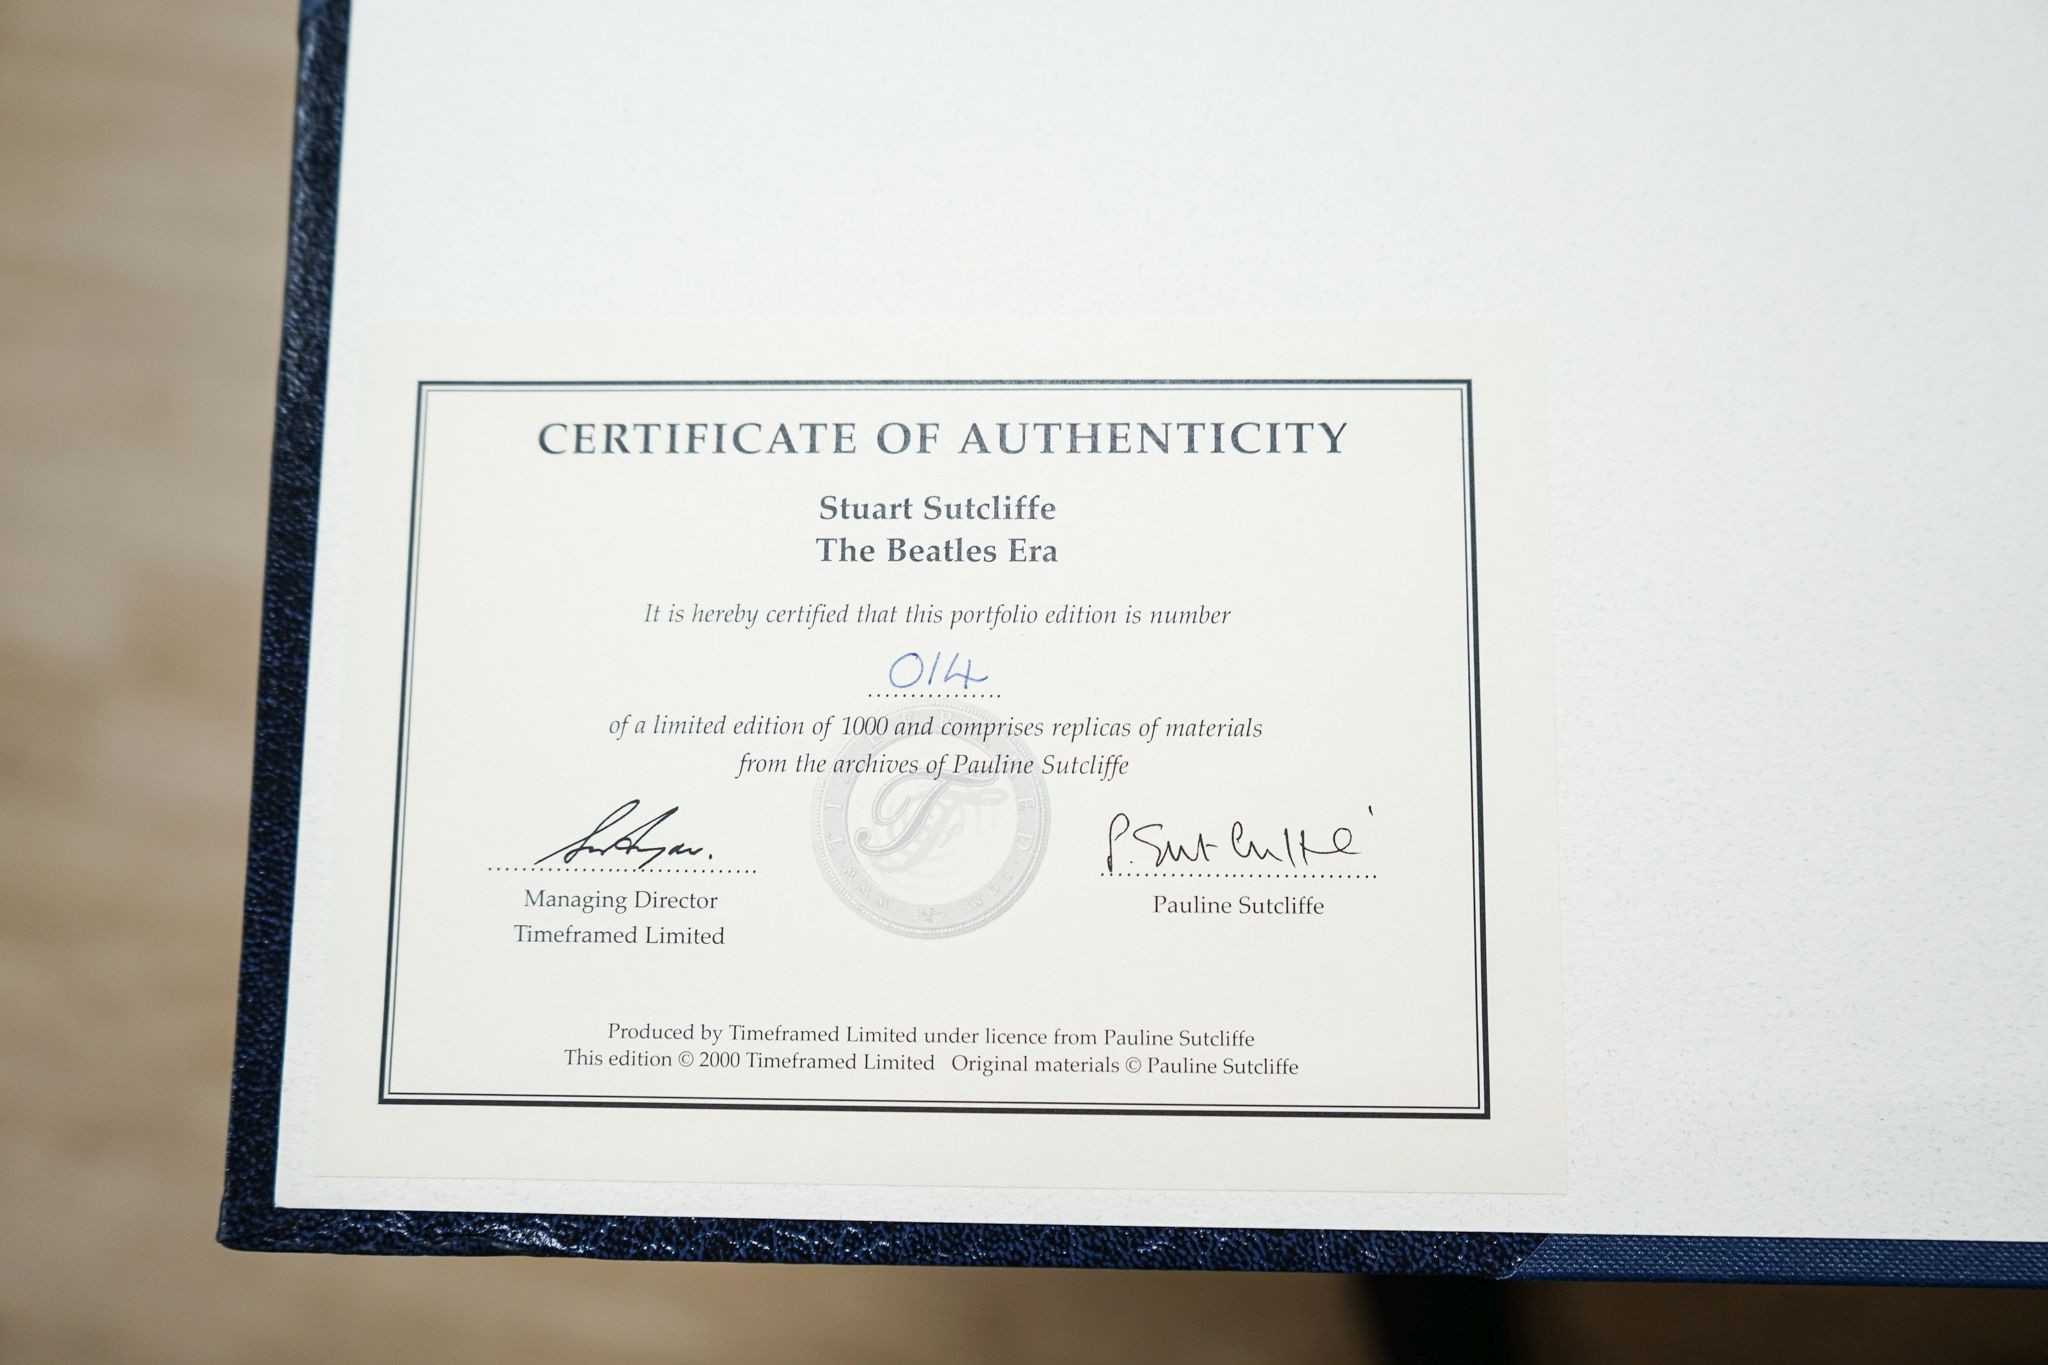 CERTIFICATE OF AUTHENTICITY
Stuart Sutcliffe
The Beatles Era
It is hereby certified that this portfolio edition is number
014
of a limited edition of 1000 and comprises replicas of materials
from the archives of Pauline Sutcliffe
P. Sutcliffe
Managing Director
Timeframed Limited
Pauline Sutcliffe
Produced by Timeframed Limited under licence from Pauline Sutcliffe
This edition © 2000 Timeframed Limited Original materials © Pauline Sutcliffe